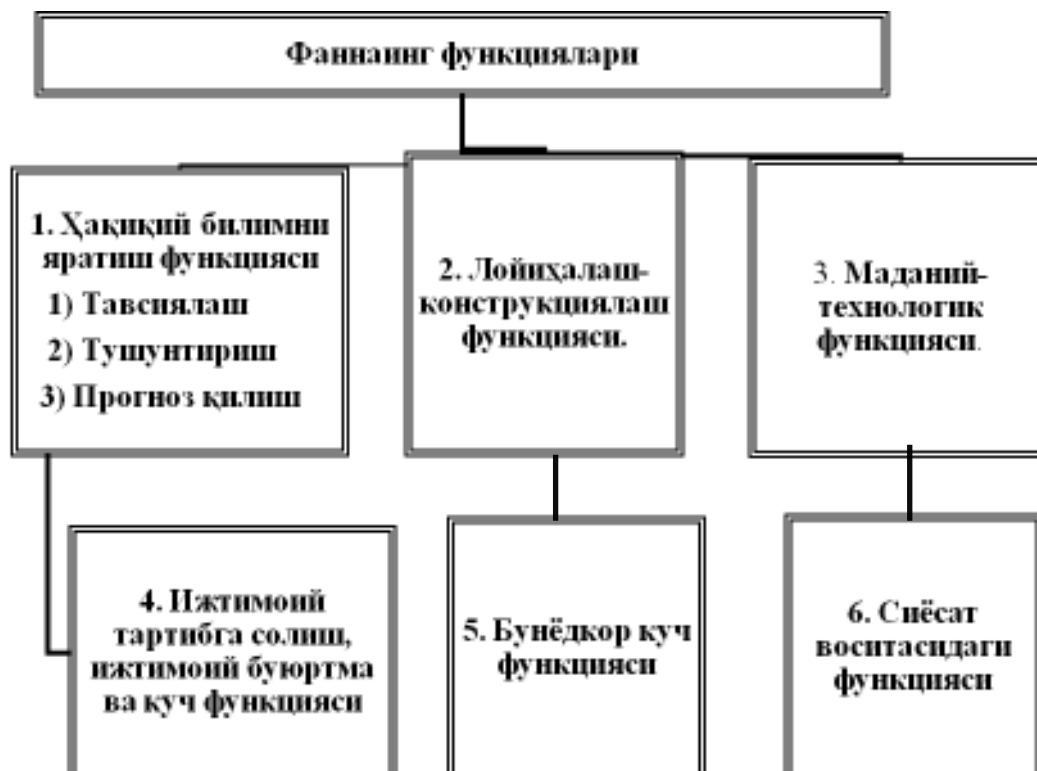 Фаннаинг функциялари
1. Ҳақиқий билимни
яратиш функцияси
1) Тавсиялаш
2) Тушунтириш
3) Прогноз қилиш
2. Лойиҳалаш-
конструкциялаш
функцияси.
3. Маданий-
технологик
функцияси.
4. Ижтимоий
тартибга солиш,
ижтимоий буюртма
ва куч функцияси
5. Бунёдкор куч
функцияси
6. Сиёсат
воситасидаги
функцияси